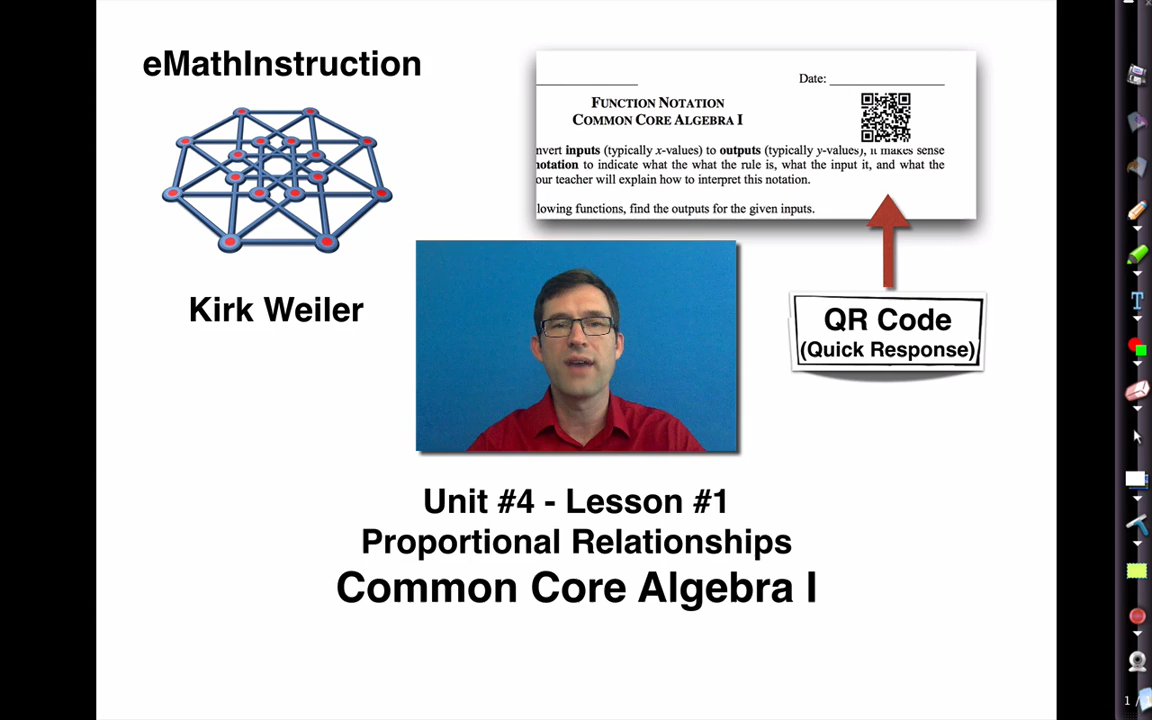 eMathInstruction
Kirk Weiler
Date:
FUNCTION NOTATION
COMMON CORE ALGEBRA I
nvert inputs (typically x-values) to outputs (typically y-values), it makes sense
notation to indicate what the what the rule is, what the input it, and what the
our teacher will explain how to interpret this notation.
lowing functions, find the outputs for the given inputs.
QR Code
(Quick Response)
Unit #4 - Lesson #1
Proportional Relationships
Common Core Algebra I
T
1 / 1